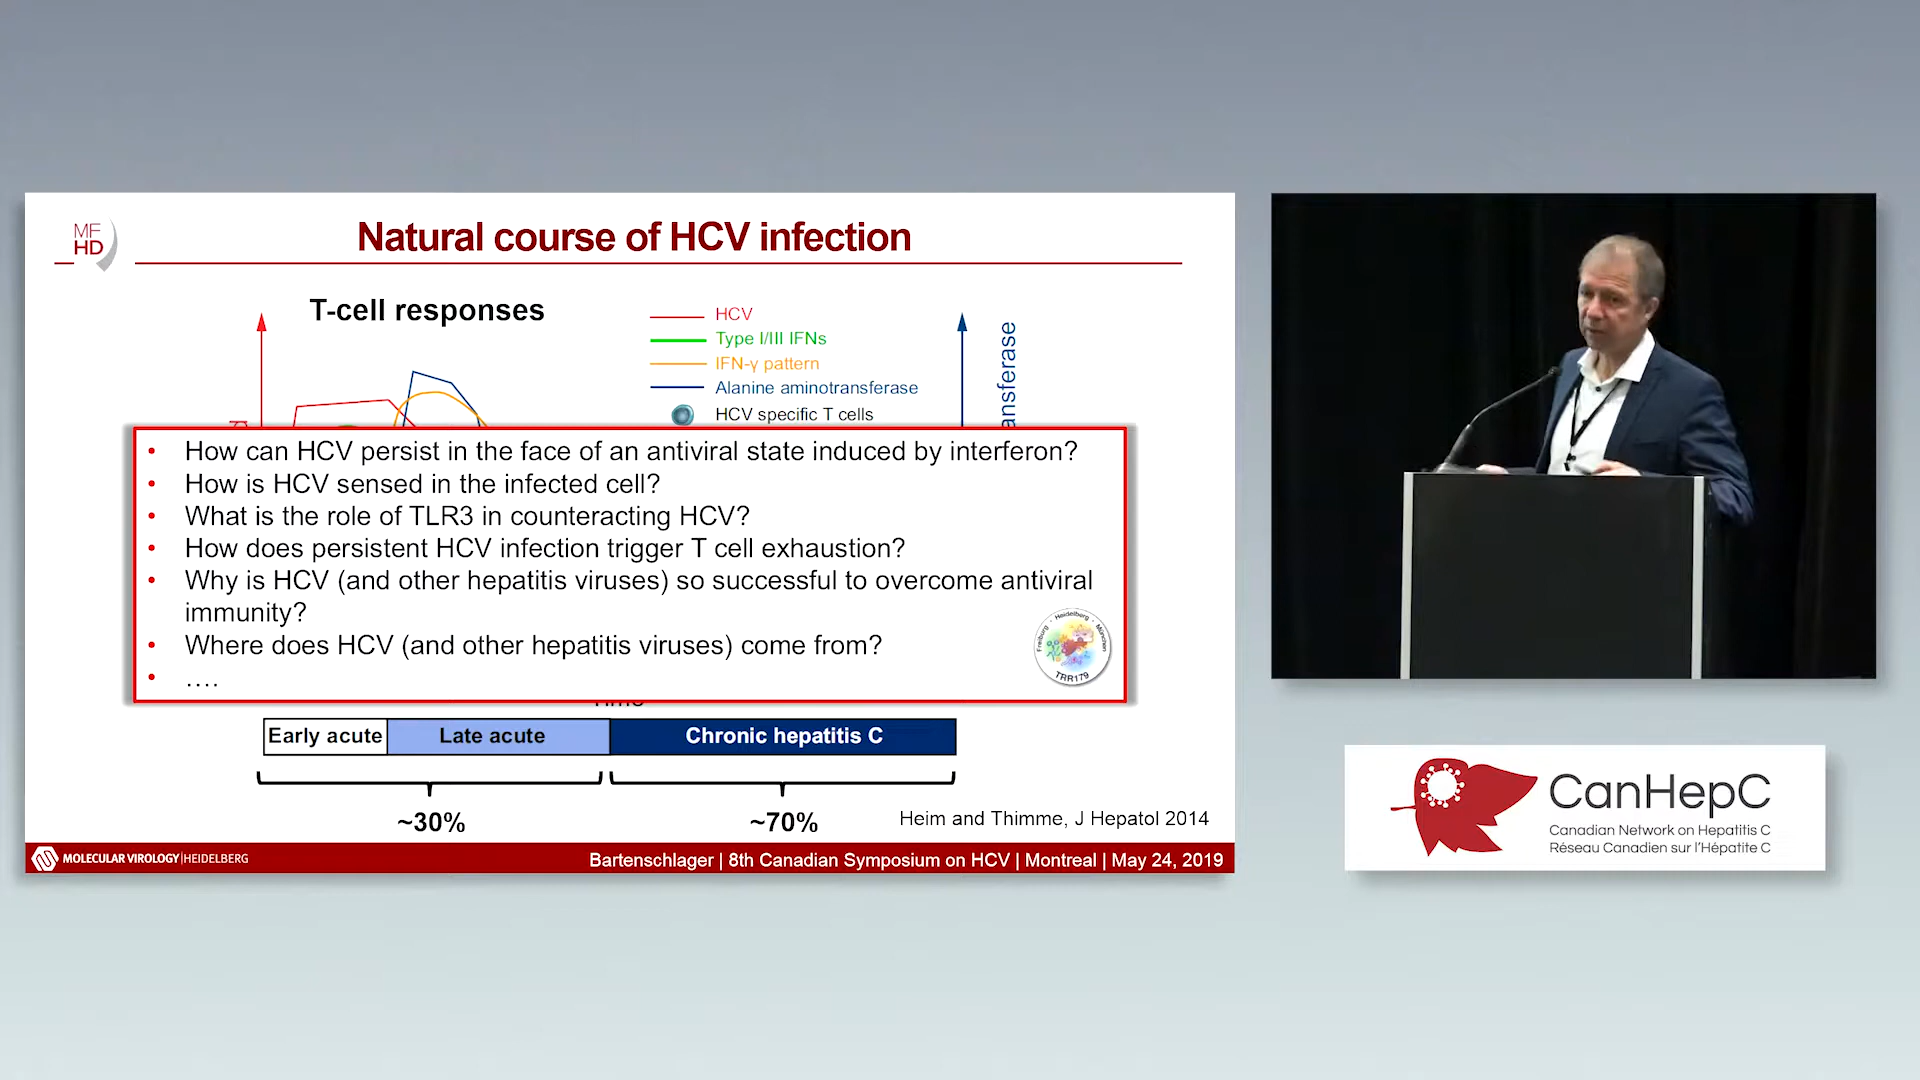 MF
HD
Natural course of HCV infection
T-cell responses
HCV
Type I/III IFNs
IFN-γ pattern
Alanine aminotransferase
HCV specific T cells
ansferase
• How can HCV persist in the face of an antiviral state induced by interferon?
• How is HCV sensed in the infected cell?
• What is the role of TLR3 in counteracting HCV?
• How does persistent HCV infection trigger T cell exhaustion?
• Why is HCV (and other hepatitis viruses) so successful to overcome antiviral
immunity?
• Where does HCV (and other hepatitis viruses) come from?
• ....
Freiburg · Heidelberg · München
TRR179
Early acute
Late acute
Chronic hepatitis C
~30%
~70%
Heim and Thimme, J Hepatol 2014
MOLECULAR VIROLOGY|HEIDELBERG
Bartenschlager | 8th Canadian Symposium on HCV | Montreal | May 24, 2019
CanHepC
Canadian Network on Hepatitis C
Réseau Canadien sur l'Hépatite C